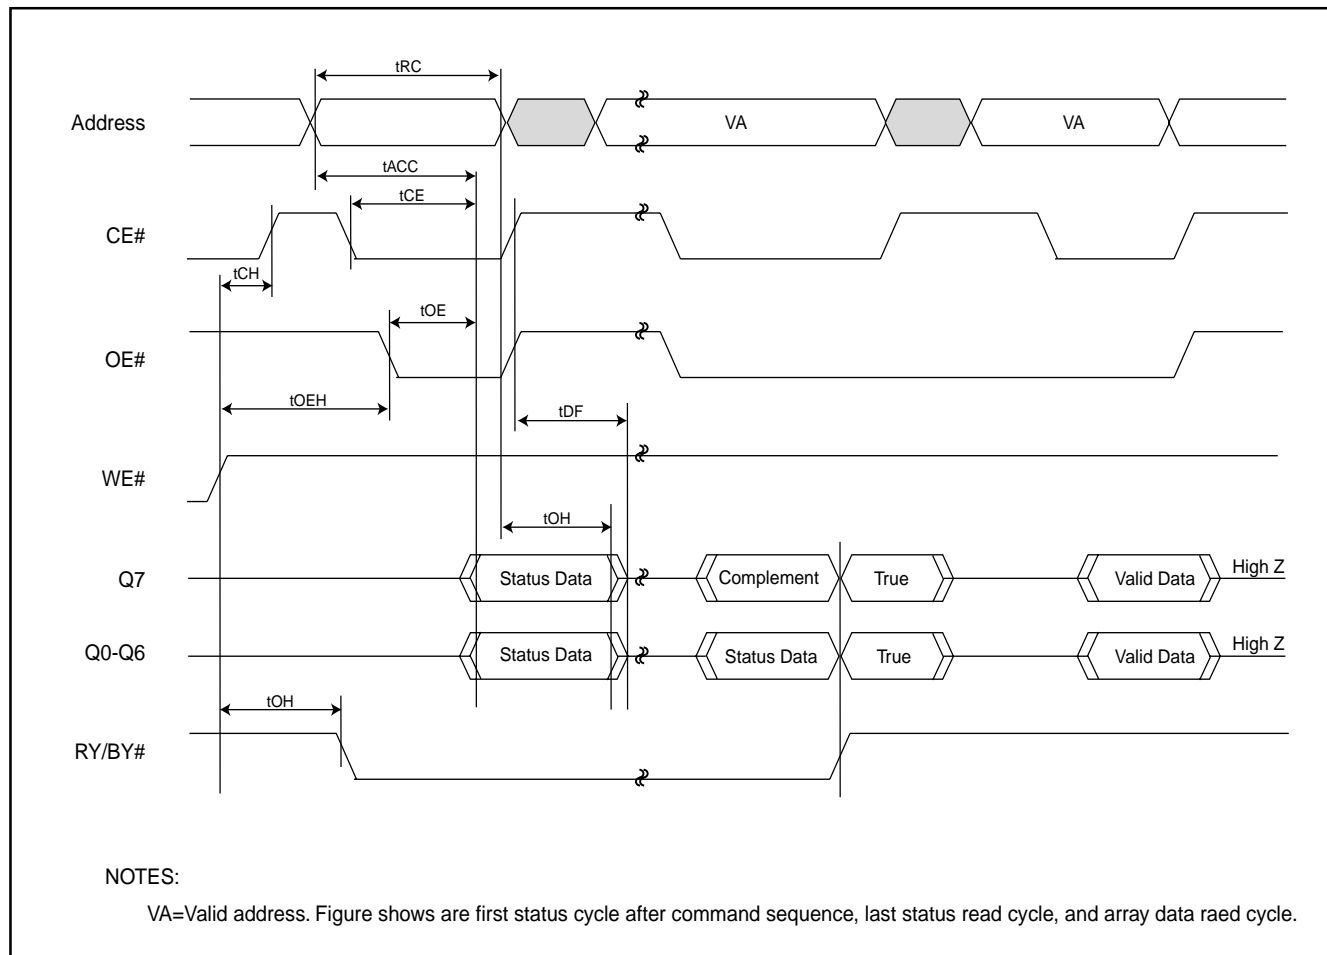 tRC
Address
VA
VA
tACC
tCE
CE#
tCH
tOE
OE#
tOEH
tDF
WE#
tOH
Q7
Status Data
Complement
True
Valid Data
High Z
Q0-Q6
Status Data
Status Data
True
Valid Data
High Z
tOH
RY/BY#
NOTES:
VA=Valid address. Figure shows are first status cycle after command sequence, last status read cycle, and array data raed cycle.